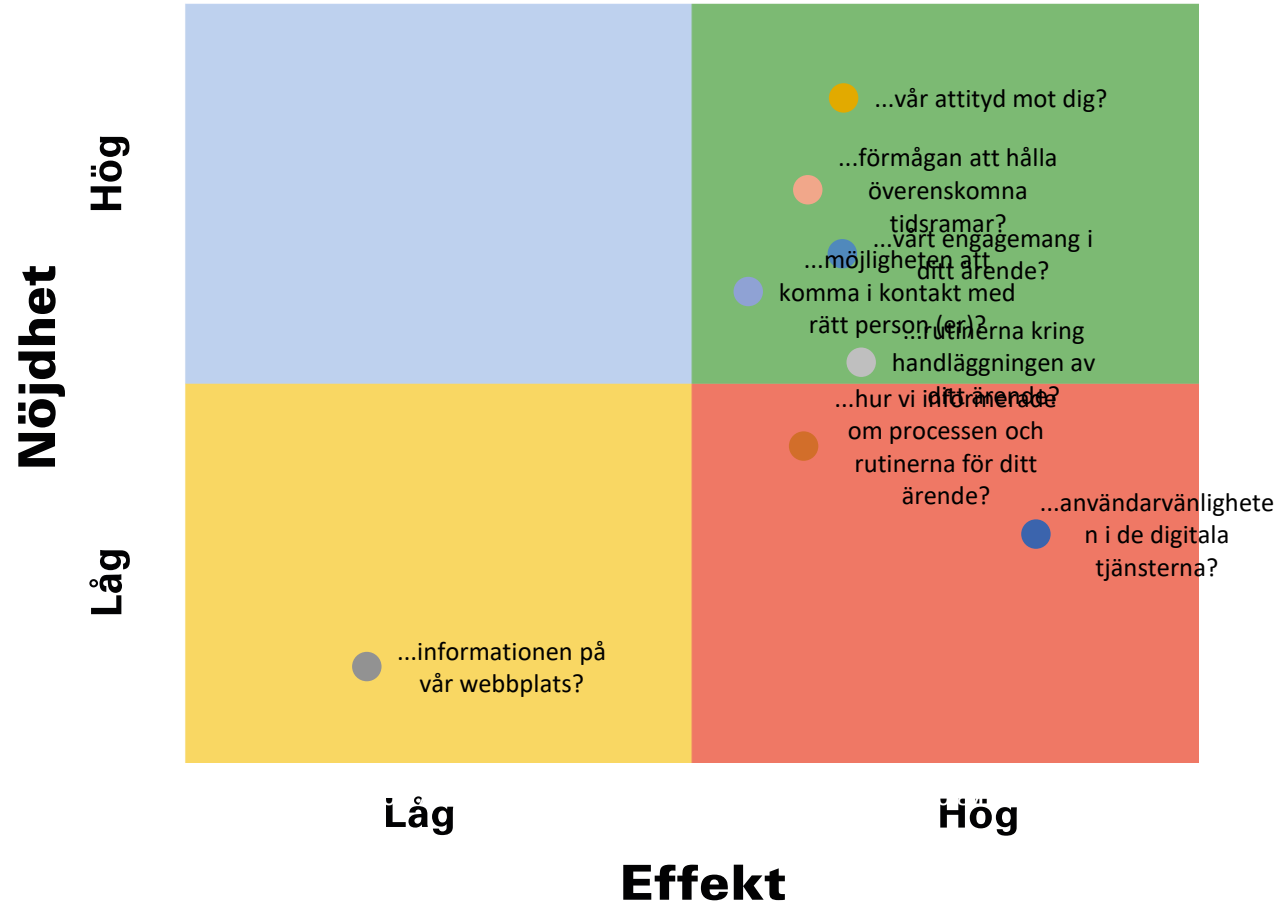 Nöjdhet
Hög
Låg
...vår attityd mot dig?
...förmågan att hålla
överenskomna
tidsramar?
...vårt engagemang i
ditt ärende?
...möjligheten att
komma i kontakt med
rätt person (er)?
...rutinerna kring
handläggningen av
ditt ärende?
...hur vi informerade
om processen och
rutinerna för ditt
ärende?
...användarvänlighete
n i de digitala
tjänsterna?
...informationen på
vår webbplats?
Låg
Hög
Effekt